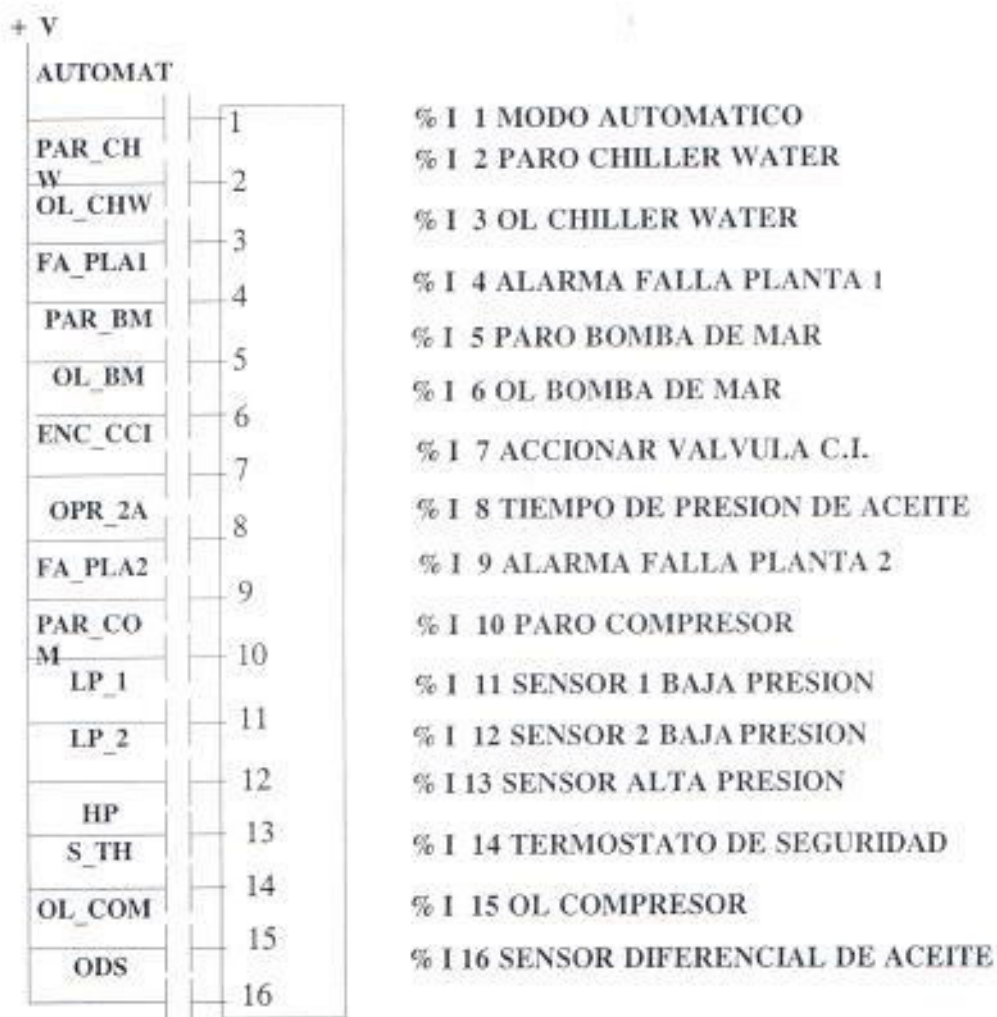 + V
AUTOMAT
1
PAR_CH
W
2
OL_CHW
3
FA_PLA1
4
PAR_BM
5
OL_BM
6
ENC_CCI
7
OPR_2A
8
FA_PLA2
9
PAR_CO
M
10
LP_1
11
LP_2
12
HP
13
S_TH
14
OL_COM
15
ODS
16
% I 1 MODO AUTOMATICO
% I 2 PARO CHILLER WATER
% I 3 OL CHILLER WATER
% I 4 ALARMA FALLA PLANTA 1
% I 5 PARO BOMBA DE MAR
% I 6 OL BOMBA DE MAR
% I 7 ACCIONAR VALVULA C.I.
% I 8 TIEMPO DE PRESION DE ACEITE
% I 9 ALARMA FALLA PLANTA 2
% I 10 PARO COMPRESOR
% I 11 SENSOR 1 BAJA PRESION
% I 12 SENSOR 2 BAJA PRESION
% I 13 SENSOR ALTA PRESION
% I 14 TERMOSTATO DE SEGURIDAD
% I 15 OL COMPRESOR
% I 16 SENSOR DIFERENCIAL DE ACEITE